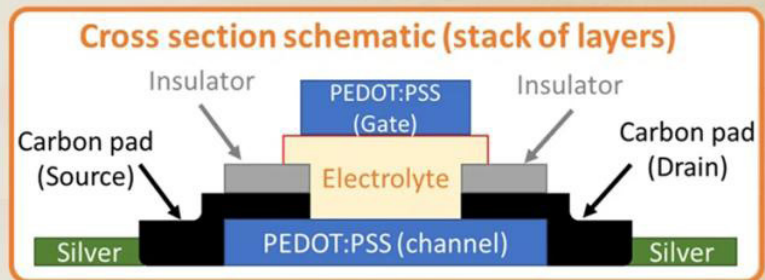 Cross section schematic (stack of layers)
Insulator
PEDOT:PSS
(Gate)
Insulator
Carbon pad
(Source)
Carbon pad
(Drain)
Electrolyte
Silver
PEDOT:PSS (channel)
Silver